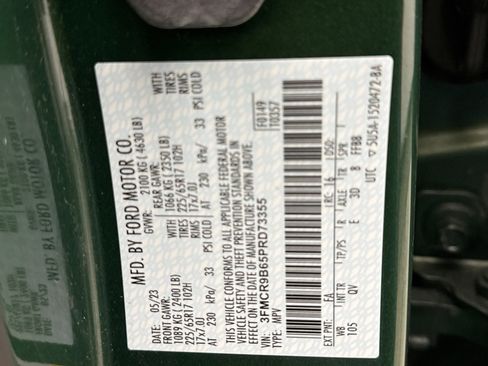 MFD. BY FORD MOTOR CO.
DATE: 05/23 GVWR: 2100 KG ( 4630 LB)
FRONT GAWR: REAR GAWR:
1089 KG (2400 LB) WITH 1066 KG (2350 LB) WITH
225/65R17 102H TIRES 225/65R17 102H TIRES
17x7.0J RIMS 17x7.0J RIMS
AT 230 kPa/ 33 PSI COLD AT 230 kPa/ 33 PSI COLD
THIS VEHICLE CONFORMS TO ALL APPLICABLE FEDERAL MOTOR
VEHICLE SAFETY AND THEFT PREVENTION STANDARDS IN EFFECT
ON THE DATE OF MANUFACTURE SHOWN ABOVE.
VIN: 3FMCR9B65PRD73355 F0149
TYPE: MPV T0357
EXT PNT: FA RC: 16 DSO:
WB INT TR TP/PS R AXLE TR SPR
105 QV E 3D B FFBB
UTC ▽ 5U5A-1520472-BA